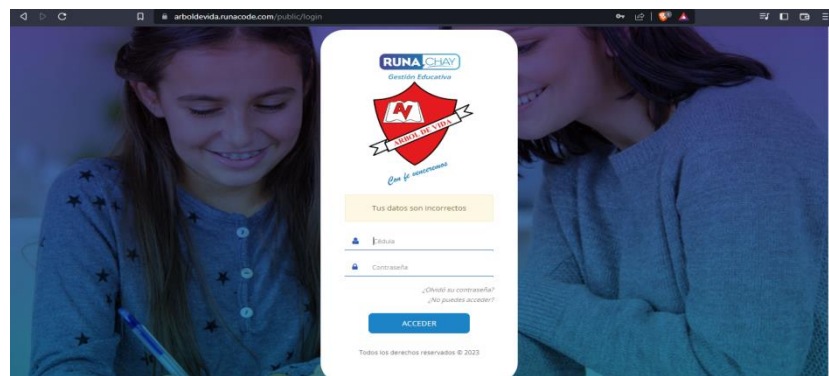 arboldevida.runacode.com/public/login
RUNA CHAY
Gestión Educativa
AV
ARBOL DE VIDA
Con fe venceremos
Tus datos son incorrectos
Cédula
Contraseña
¿Olvidó su contraseña?
¿No puedes acceder?
ACCEDER
Todos los derechos reservados © 2023